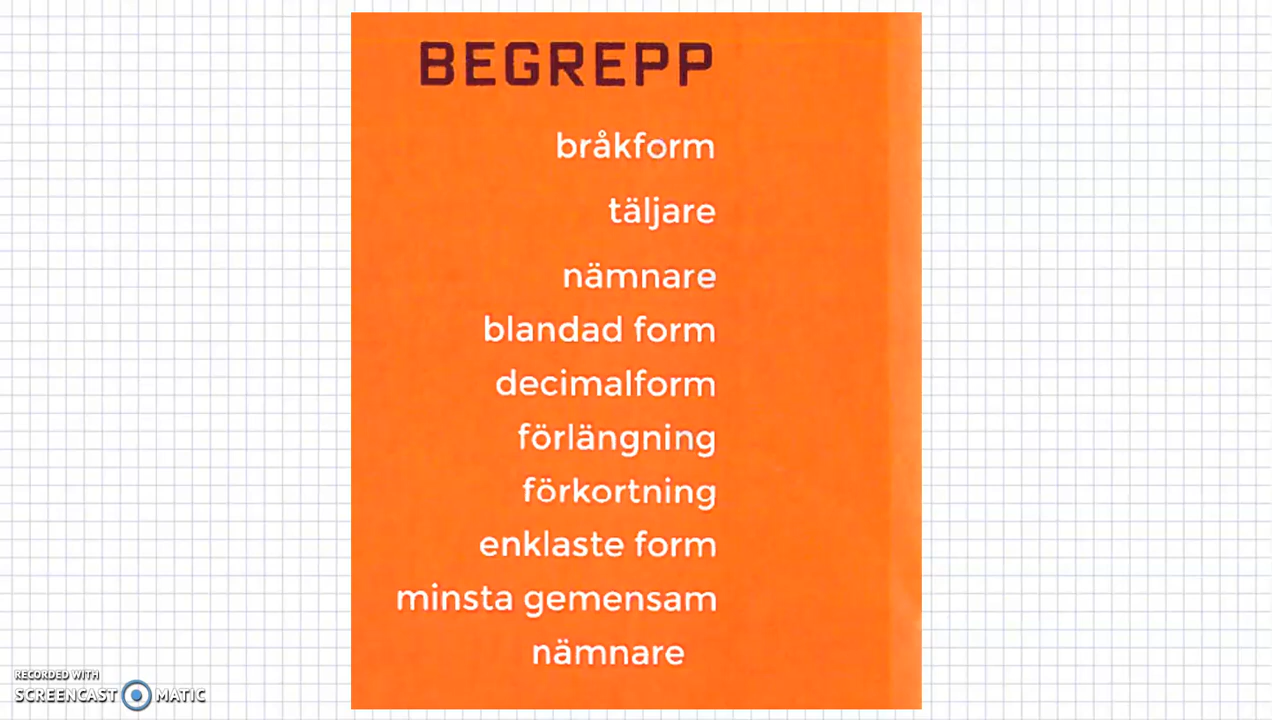 BEGREPP
bråkform
täljare
nämnare
blandad form
decimalform
förlängning
förkortning
enklaste form
minsta gemensam
nämnare
RECORDED WITH
SCREENCAST MATIC